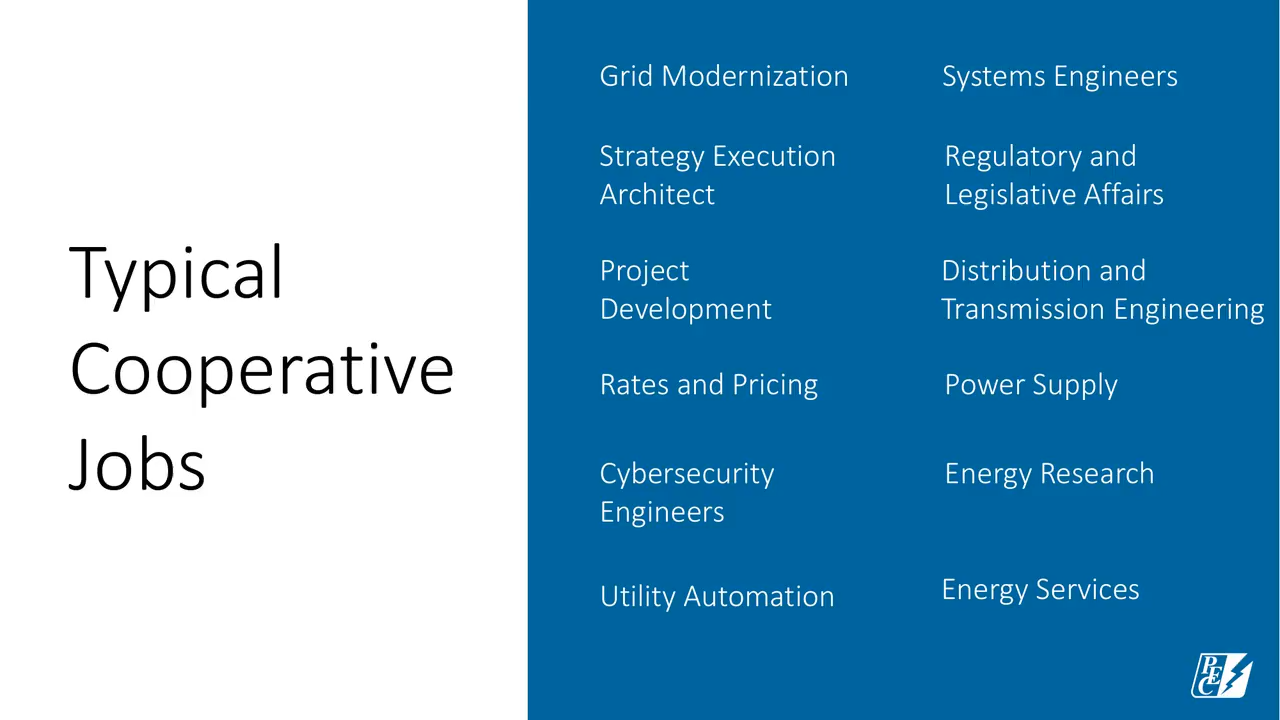 Typical
Cooperative
Jobs
Grid Modernization
Strategy Execution
Architect
Project
Development
Rates and Pricing
Cybersecurity
Engineers
Utility Automation
Systems Engineers
Regulatory and
Legislative Affairs
Distribution and
Transmission Engineering
Power Supply
Energy Research
Energy Services
PEC